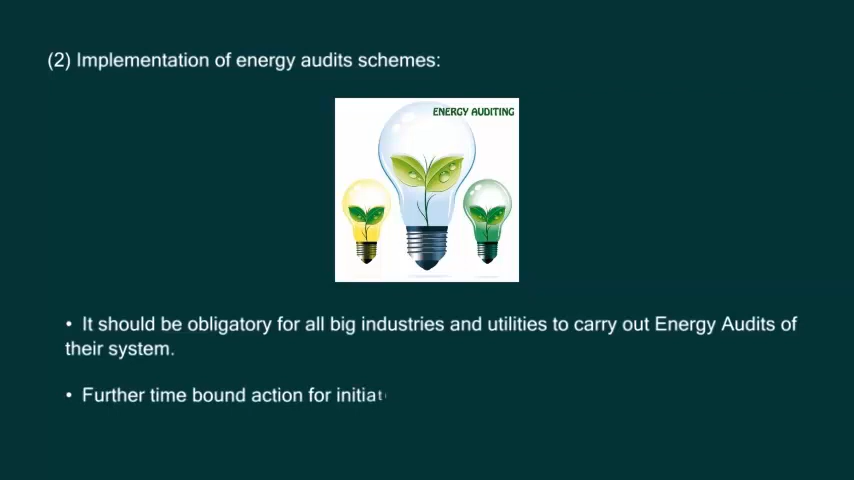 (2) Implementation of energy audits schemes:
ENERGY AUDITING
• It should be obligatory for all big industries and utilities to carry out Energy Audits of
their system.
• Further time bound action for